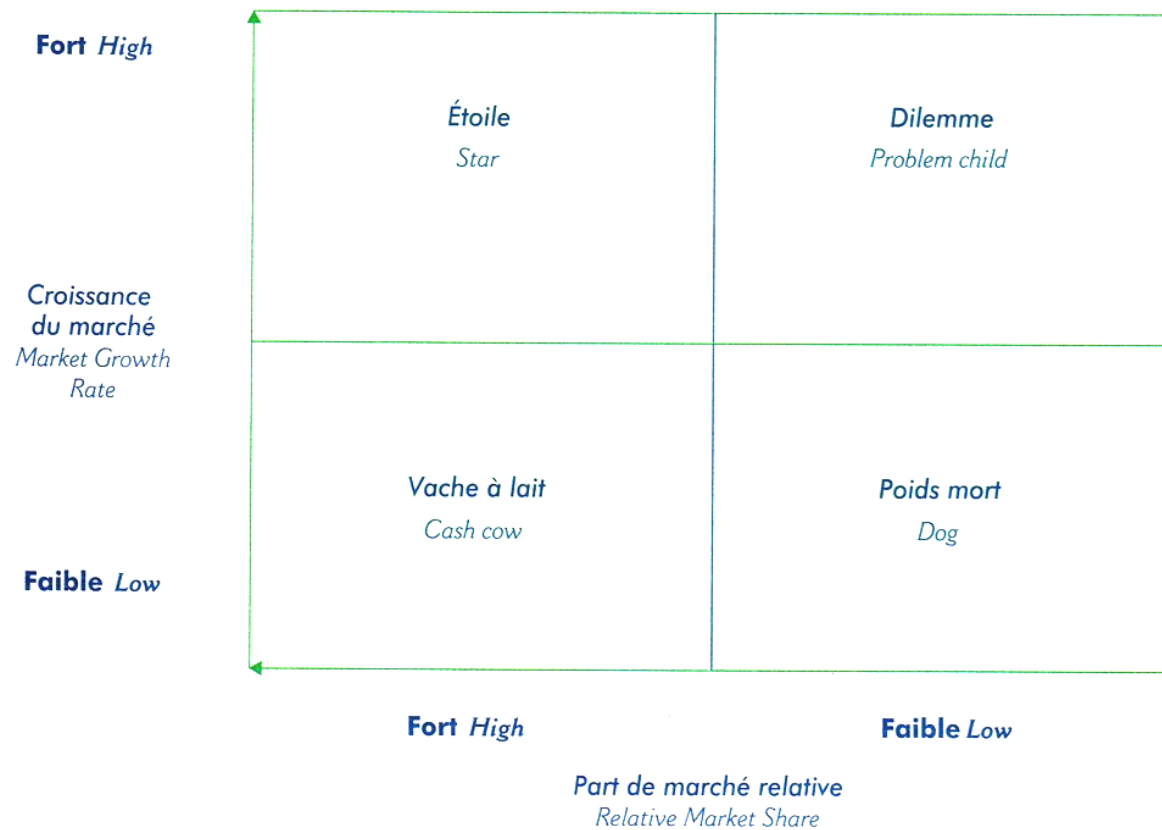 Fort High
Étoile
Star
Dilemme
Problem child
Croissance
du marché
Market Growth
Rate
Vache à lait
Cash cow
Poids mort
Dog
Faible Low
Fort High
Faible Low
Part de marché relative
Relative Market Share